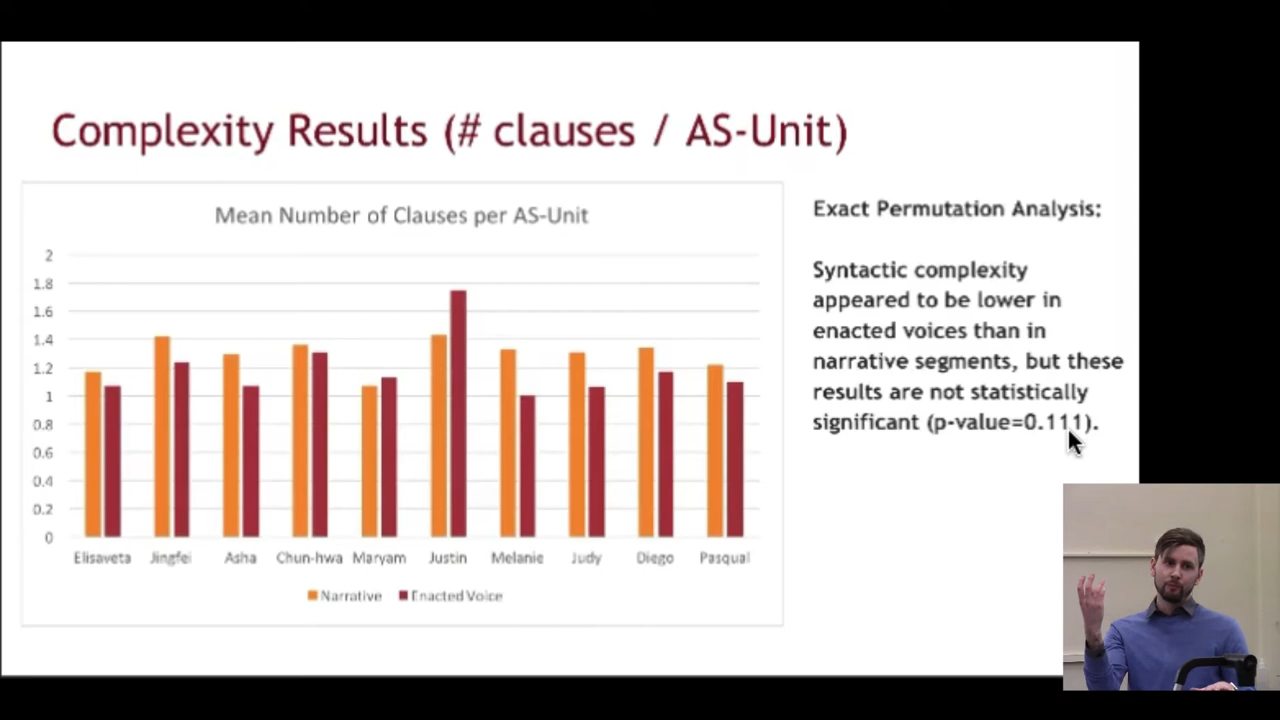 Complexity Results (# clauses / AS-Unit)
Mean Number of Clauses per AS-Unit
2
1.8
1.6
1.4
1.2
1
0.8
0.6
0.4
0.2
0
Elisaveta Jingfei Asha Chun-hwa Maryam Justin Melanie Judy Diego Pasqual
Narrative Enacted Voice
Exact Permutation Analysis:
Syntactic complexity
appeared to be lower in
enacted voices than in
narrative segments, but these
results are not statistically
significant (p-value=0.111).